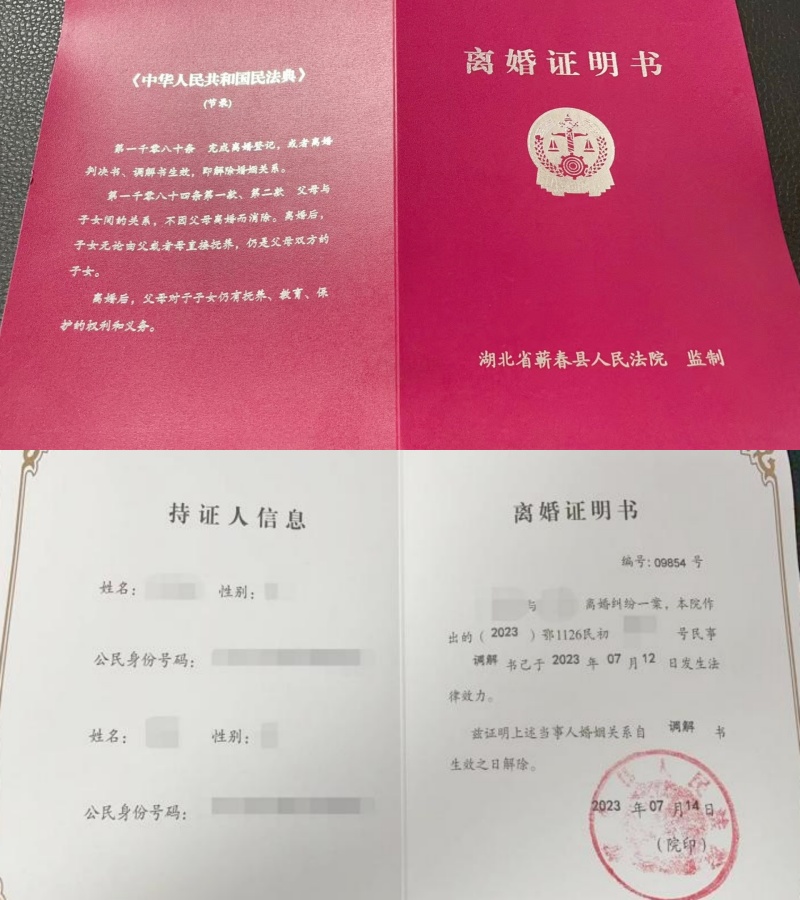 《中华人民共和国民法典》
(节录)
第一千零八十条 完成离婚登记，或者离婚
判决书、调解书生效，即解除婚姻关系。
第一千零八十四条第一款、第二款 父母与
子女间的关系，不因父母离婚而消除。离婚后，
子女无论由父或者母直接抚养，仍是父母双方的
子女。
离婚后，父母对于子女仍有抚养、教育、保
护的权利和义务。
离婚证明书
湖北省蕲春县人民法院 监制
持证人信息
姓名： 性别：
公民身份号码：
姓名： 性别：
公民身份号码：
离婚证明书
编号: 09854 号
与 离婚纠纷一案，本院作
出的（ 2023 ）鄂1126民初 号民事
调解 书已于 2023 年 07 月 12 日发生法
律效力。
兹证明上述当事人婚姻关系自 调解 书
生效之日解除。
2023 年 07 月 14 日
（院印）